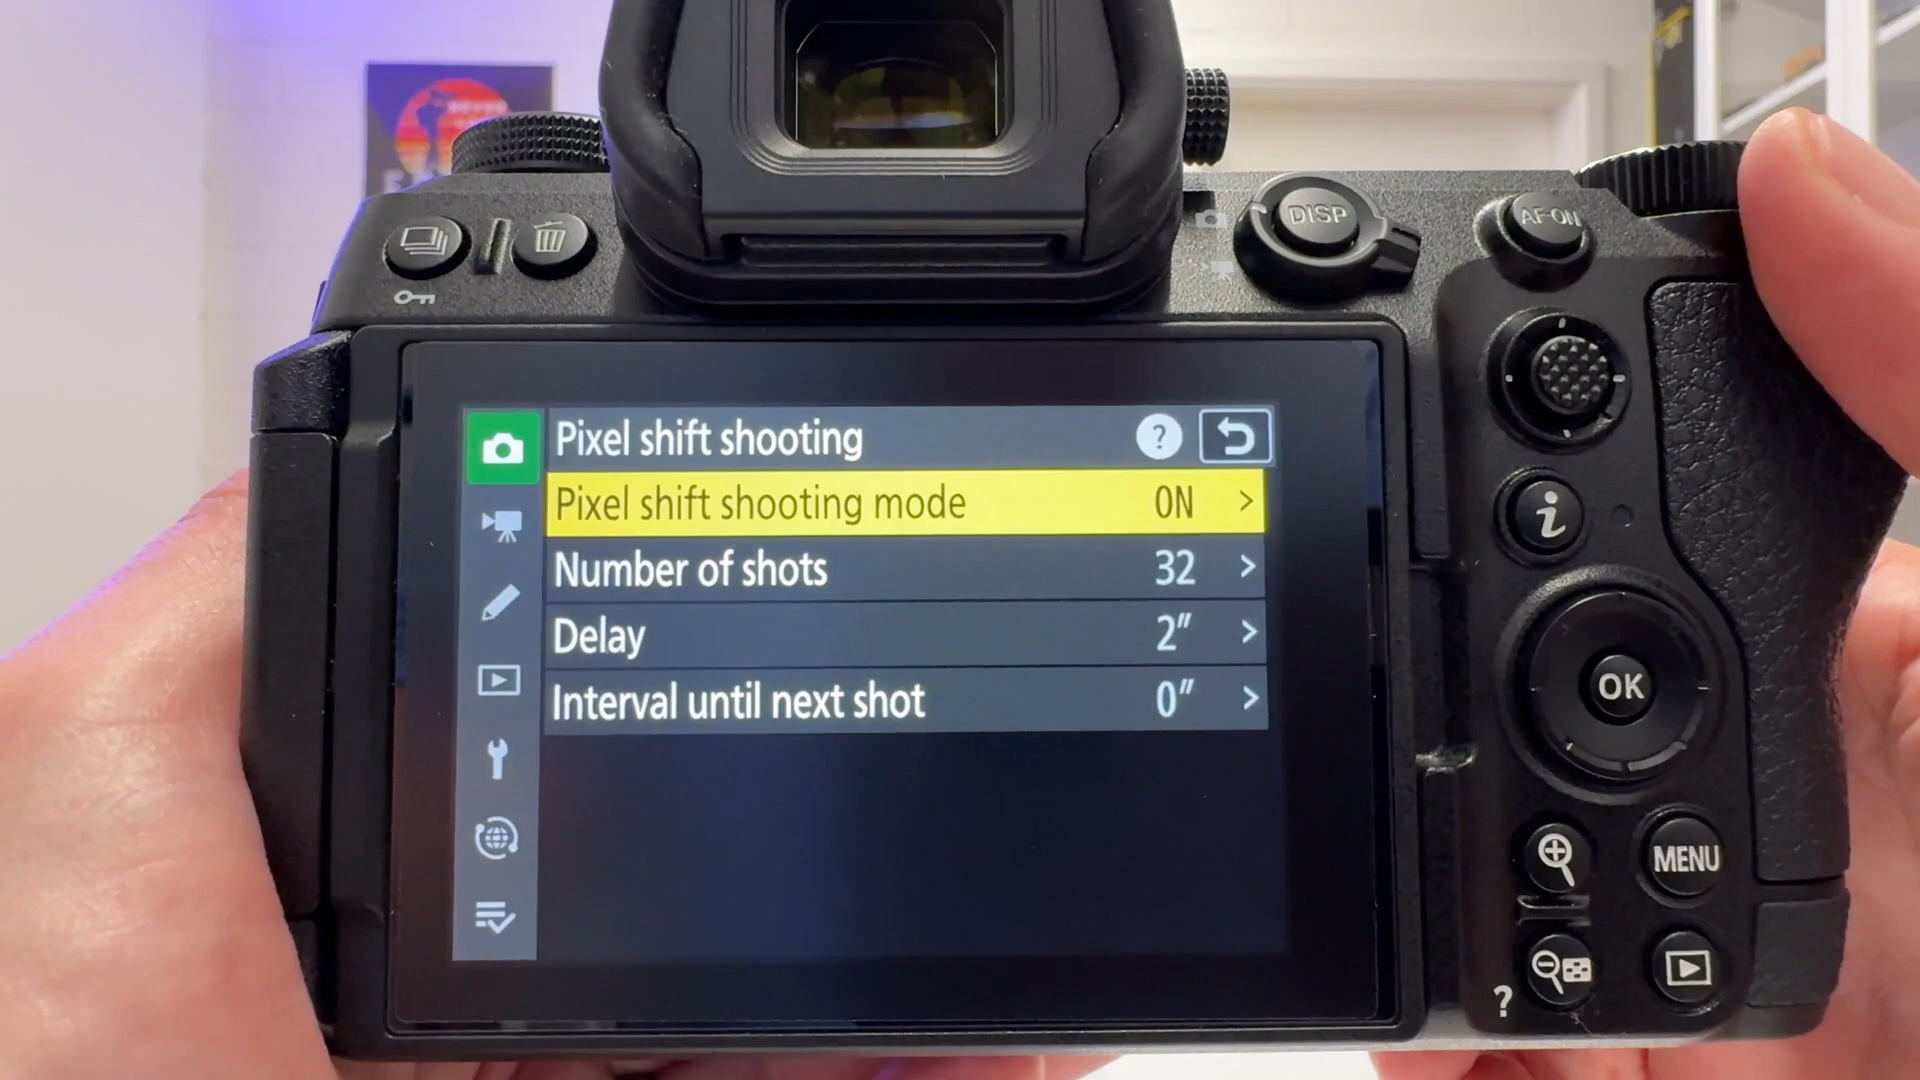 DISP
AF-ON
Pixel shift shooting ?
Pixel shift shooting mode ON >
Number of shots 32 >
Delay 2" >
Interval until next shot 0" >
i
OK
MENU
?